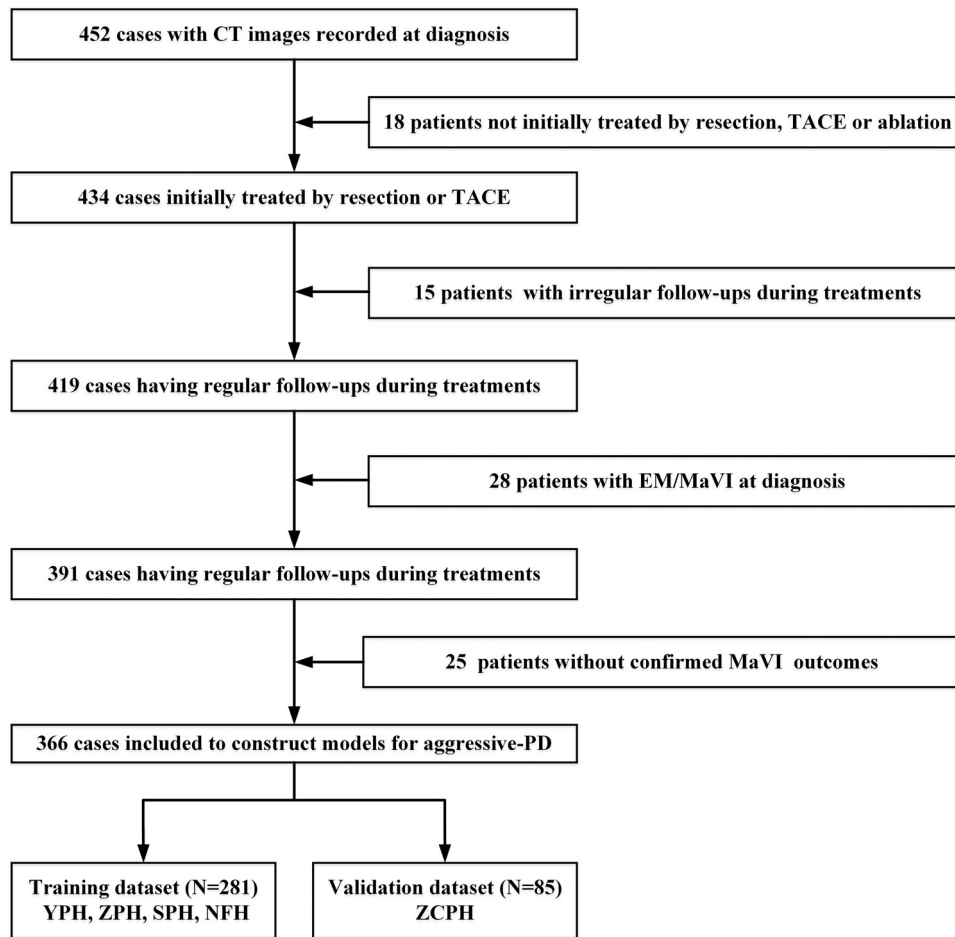 452 cases with CT images recorded at diagnosis
18 patients not initially treated by resection, TACE or ablation
434 cases initially treated by resection or TACE
15 patients with irregular follow-ups during treatments
419 cases having regular follow-ups during treatments
28 patients with EM/MaVI at diagnosis
391 cases having regular follow-ups during treatments
25 patients without confirmed MaVI outcomes
366 cases included to construct models for aggressive-PD
Training dataset (N=281)
YPH, ZPH, SPH, NFH
Validation dataset (N=85)
ZCPH